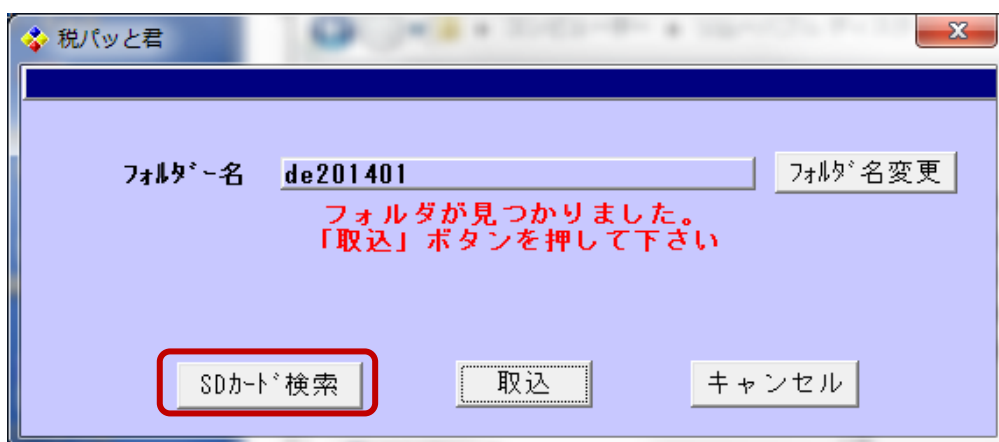 税パッと君
フォルダー名 de201401 フォルダ名変更
フォルダが見つかりました。
「取込」ボタンを押して下さい
SDカード検索 取込 キャンセル